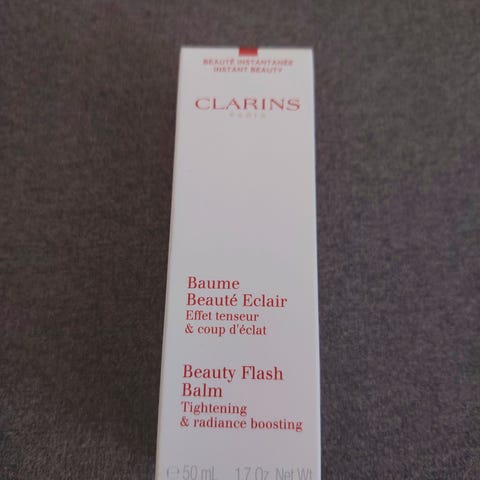 BEAUTÉ INSTANTANÉE
INSTANT BEAUTY
CLARINS
PARIS
Baume
Beauté Eclair
Effet tenseur
& coup d'éclat
Beauty Flash
Balm
Tightening
& radiance boosting
℮ 50 mL 1.7 Oz. Net Wt.